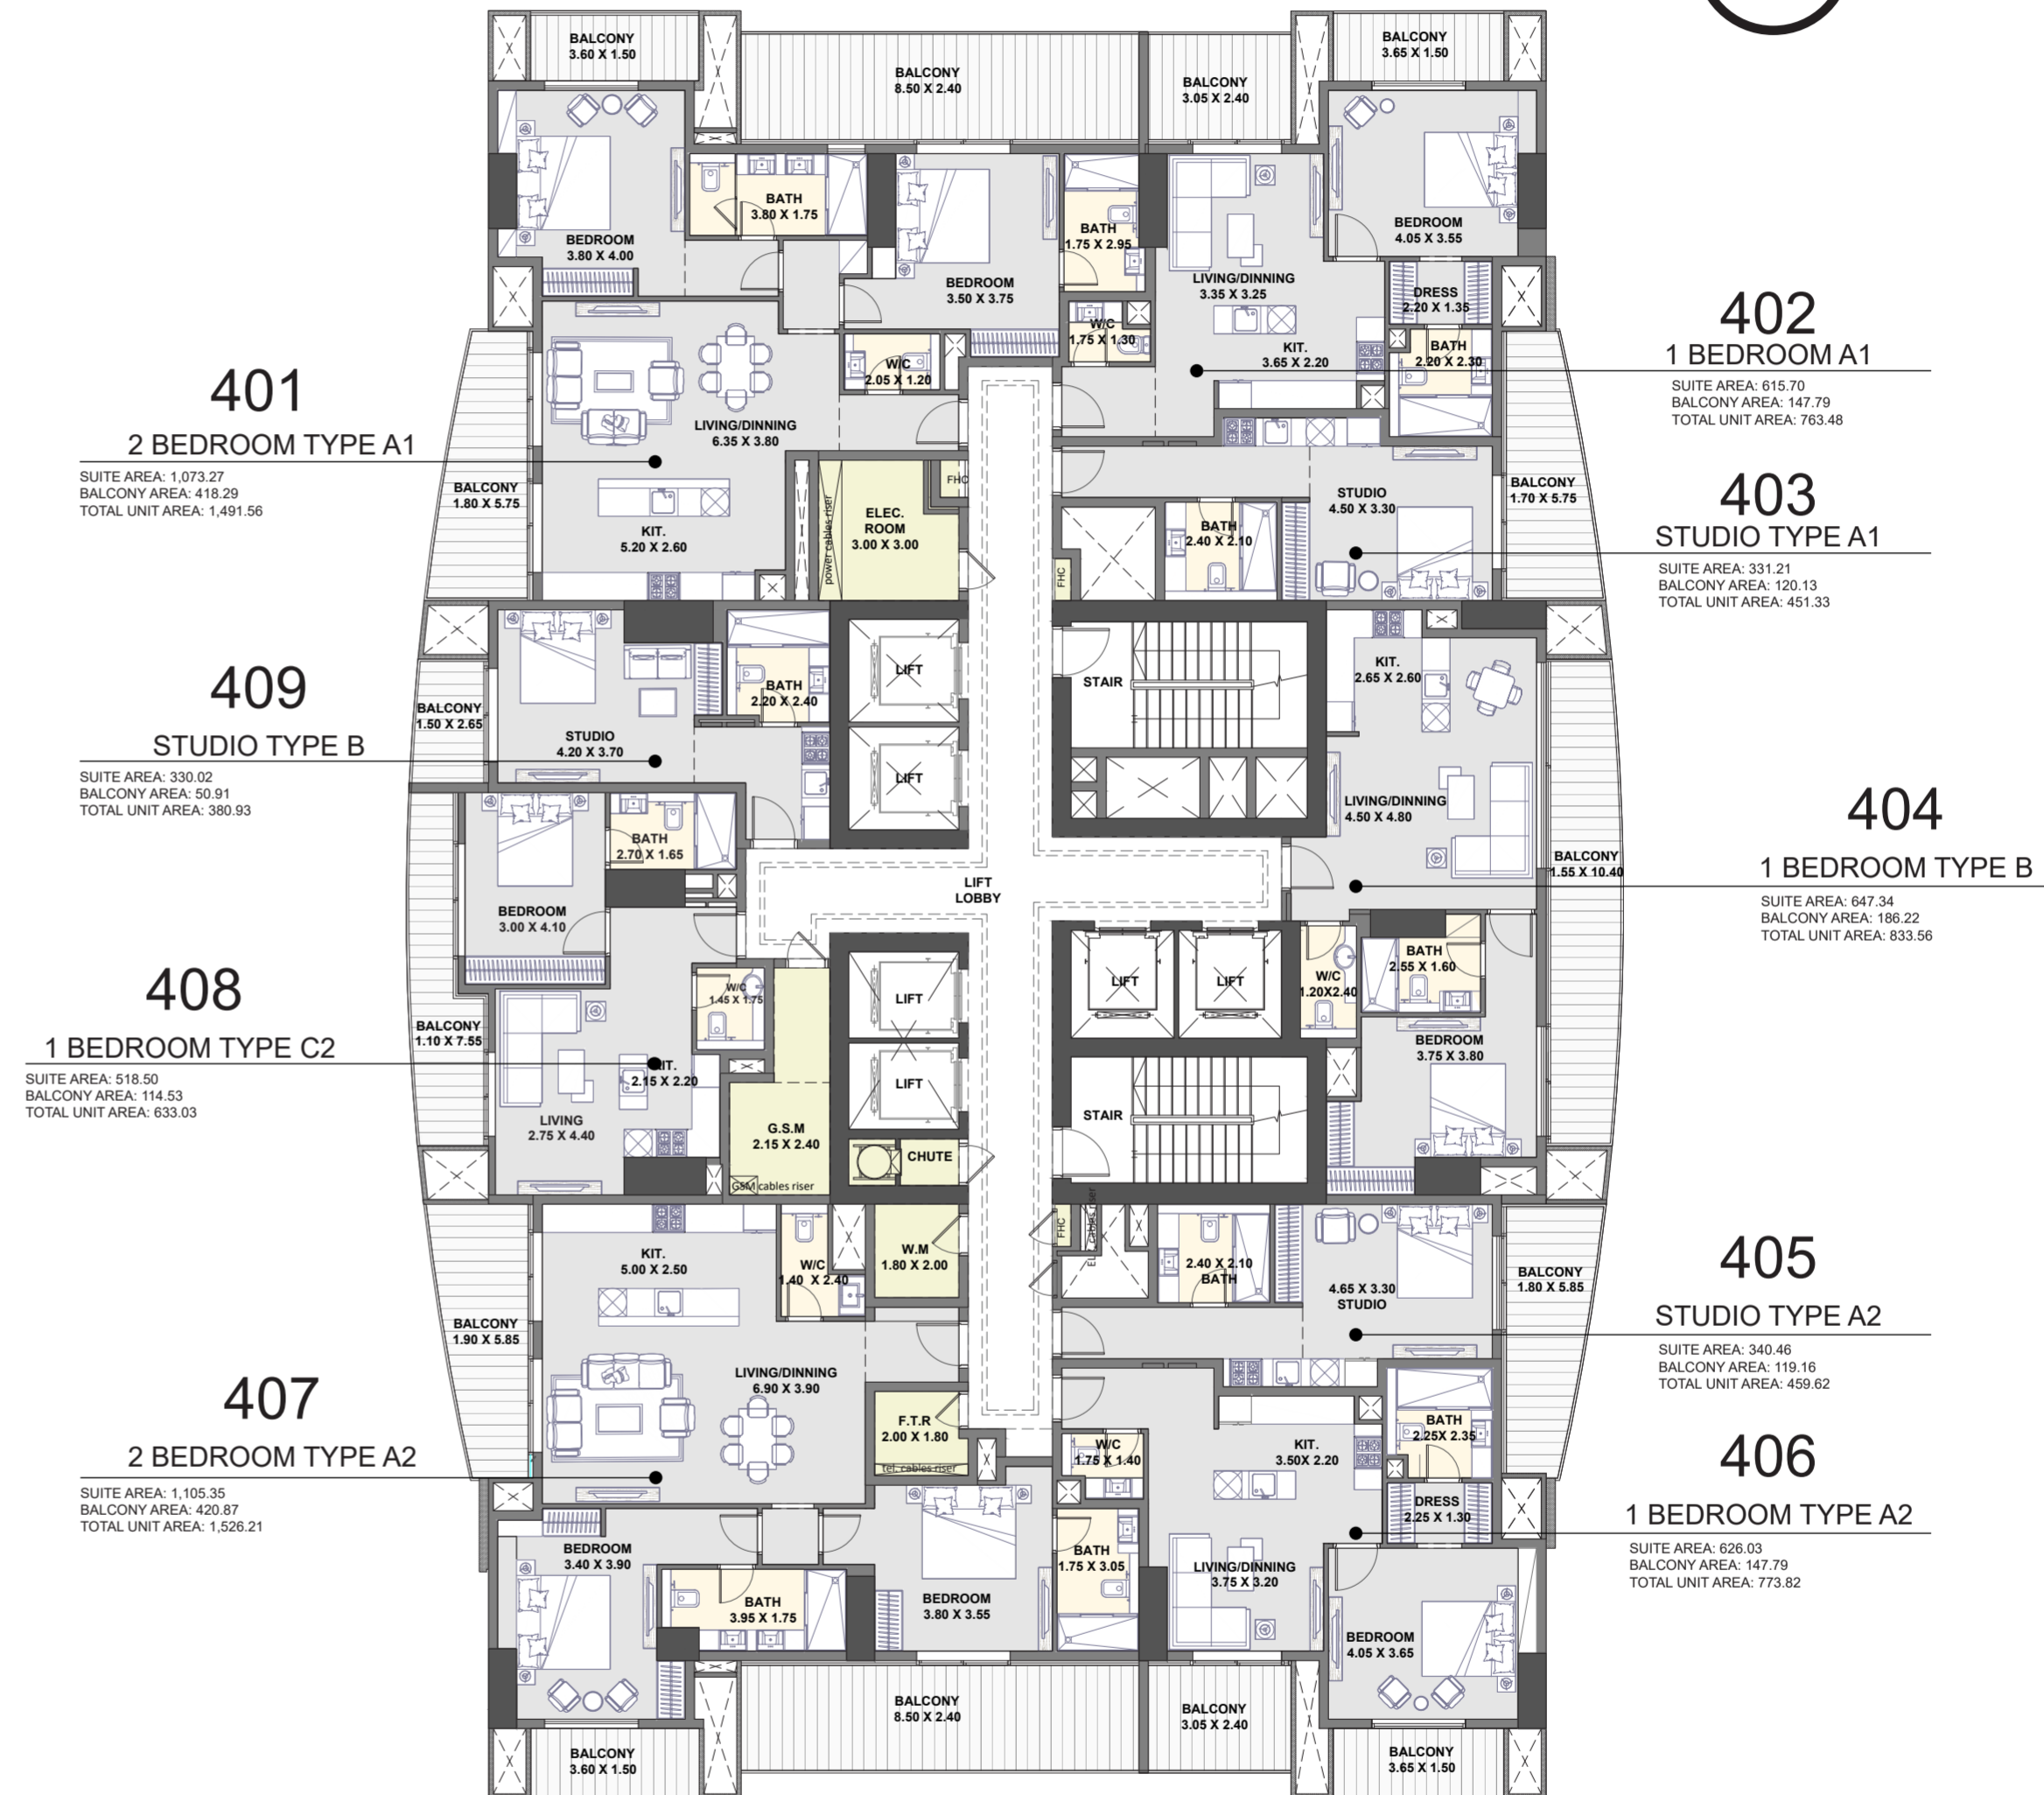 BALCONY
3.60 X 1.50
BALCONY
8.50 X 2.40
BALCONY
3.05 X 2.40
BALCONY
3.65 X 1.50
BEDROOM
3.80 X 4.00
BATH
3.80 X 1.75
BEDROOM
3.50 X 3.75
BATH
1.75 X 2.95
LIVING/DINNING
3.35 X 3.25
BEDROOM
4.05 X 3.55
DRESS
2.20 X 1.35
W/C
1.75 X 1.30
KIT.
3.65 X 2.20
BATH
2.20 X 2.30
402
1 BEDROOM A1
SUITE AREA: 615.70
BALCONY AREA: 147.79
TOTAL UNIT AREA: 763.48
401
2 BEDROOM TYPE A1
SUITE AREA: 1,073.27
BALCONY AREA: 418.29
TOTAL UNIT AREA: 1,491.56
W/C
2.05 X 1.20
LIVING/DINNING
6.35 X 3.80
BALCONY
1.80 X 5.75
KIT.
5.20 X 2.60
power cables riser
ELEC.
ROOM
3.00 X 3.00
FHC
FHC
BATH
2.40 X 2.10
STUDIO
4.50 X 3.30
BALCONY
1.70 X 5.75
403
STUDIO TYPE A1
SUITE AREA: 331.21
BALCONY AREA: 120.13
TOTAL UNIT AREA: 451.33
409
STUDIO TYPE B
SUITE AREA: 330.02
BALCONY AREA: 50.91
TOTAL UNIT AREA: 380.93
BALCONY
1.50 X 2.65
STUDIO
4.20 X 3.70
BATH
2.20 X 2.40
LIFT
LIFT
STAIR
KIT.
2.65 X 2.60
LIVING/DINNING
4.50 X 4.80
BALCONY
1.55 X 10.40
404
1 BEDROOM TYPE B
SUITE AREA: 647.34
BALCONY AREA: 186.22
TOTAL UNIT AREA: 833.56
BATH
2.70 X 1.65
BEDROOM
3.00 X 4.10
LIFT
LOBBY
408
1 BEDROOM TYPE C2
SUITE AREA: 518.50
BALCONY AREA: 114.53
TOTAL UNIT AREA: 633.03
BALCONY
1.10 X 7.55
W/C
1.45 X 1.75
KIT.
2.15 X 2.20
LIVING
2.75 X 4.40
G.S.M
2.15 X 2.40
GSM cables riser
LIFT
LIFT
CHUTE
LIFT
LIFT
W/C
1.20X2.40
BATH
2.55 X 1.60
BEDROOM
3.75 X 3.80
STAIR
KIT.
5.00 X 2.50
W/C
1.40 X 2.40
W.M
1.80 X 2.00
FHC
cables riser
2.40 X 2.10
BATH
4.65 X 3.30
STUDIO
BALCONY
1.80 X 5.85
405
STUDIO TYPE A2
SUITE AREA: 340.46
BALCONY AREA: 119.16
TOTAL UNIT AREA: 459.62
BALCONY
1.90 X 5.85
LIVING/DINNING
6.90 X 3.90
407
2 BEDROOM TYPE A2
SUITE AREA: 1,105.35
BALCONY AREA: 420.87
TOTAL UNIT AREA: 1,526.21
F.T.R
2.00 X 1.80
tel. cables riser
W/C
1.75 X 1.40
KIT.
3.50X 2.20
BATH
2.25X 2.35
DRESS
2.25 X 1.30
406
1 BEDROOM TYPE A2
SUITE AREA: 626.03
BALCONY AREA: 147.79
TOTAL UNIT AREA: 773.82
BEDROOM
3.40 X 3.90
BATH
3.95 X 1.75
BEDROOM
3.80 X 3.55
BATH
1.75 X 3.05
LIVING/DINNING
3.75 X 3.20
BEDROOM
4.05 X 3.65
BALCONY
3.60 X 1.50
BALCONY
8.50 X 2.40
BALCONY
3.05 X 2.40
BALCONY
3.65 X 1.50